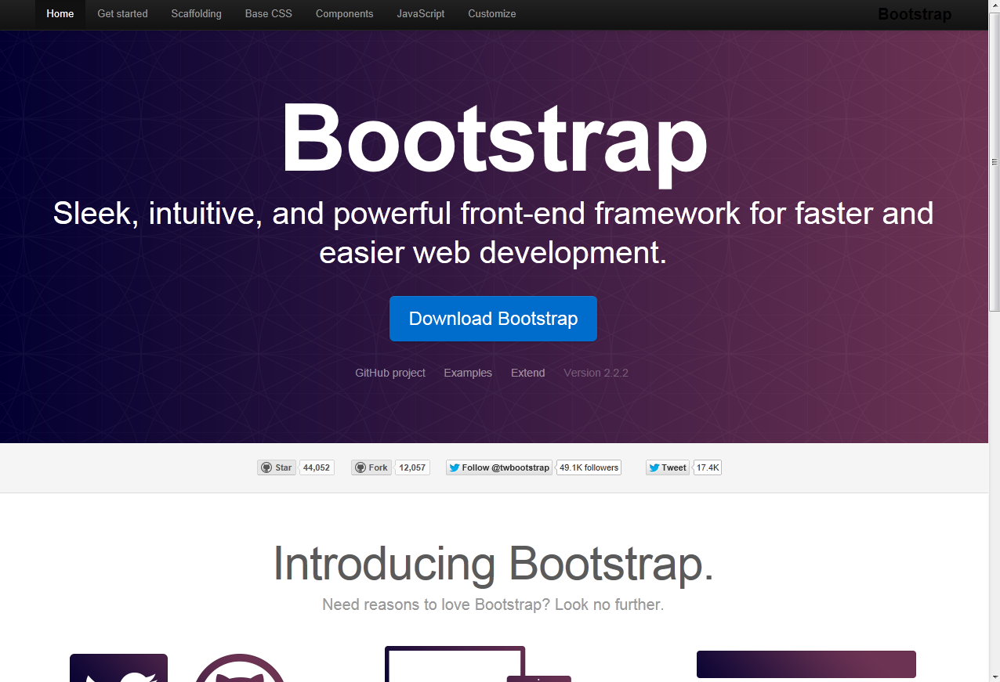 Home Get started Scaffolding Base CSS Components JavaScript Customize Bootstrap
Bootstrap
Sleek, intuitive, and powerful front-end framework for faster and
easier web development.
Download Bootstrap
GitHub project Examples Extend Version 2.2.2
Star 44,052 Fork 12,057 Follow @twbootstrap 49.1K followers Tweet 17.4K
Introducing Bootstrap.
Need reasons to love Bootstrap? Look no further.